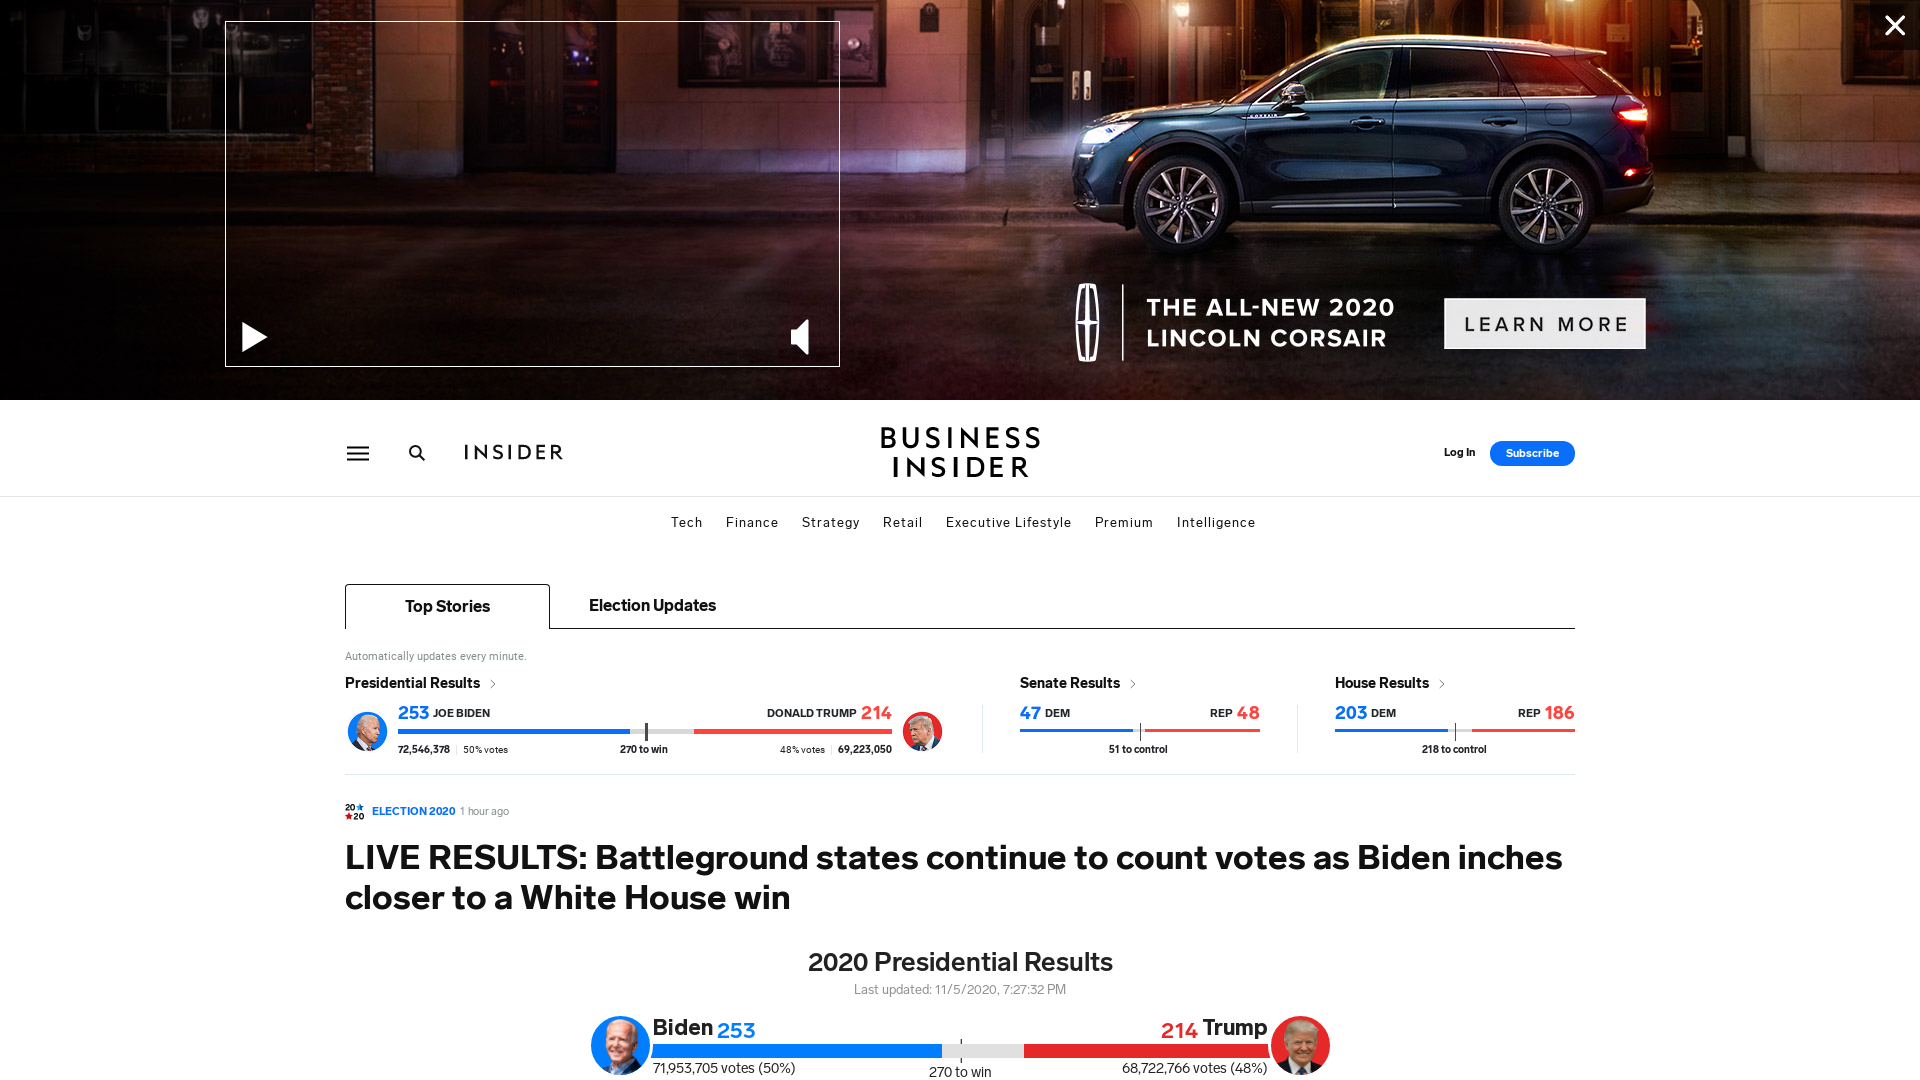 THE ALL-NEW 2020
LINCOLN CORSAIR
LEARN MORE
INSIDER
BUSINESS
INSIDER
Log In
Subscribe
Tech Finance Strategy Retail Executive Lifestyle Premium Intelligence
Top Stories
Election Updates
Automatically updates every minute.
Presidential Results
253 JOE BIDEN
DONALD TRUMP 214
72,546,378 50% votes
270 to win
48% votes 69,223,050
Senate Results
47 DEM
REP 48
51 to control
House Results
203 DEM
REP 186
218 to control
20
20
ELECTION 2020 1 hour ago
LIVE RESULTS: Battleground states continue to count votes as Biden inches
closer to a White House win
2020 Presidential Results
Last updated: 11/5/2020, 7:27:32 PM
Biden 253
214 Trump
71,953,705 votes (50%)
270 to win
68,722,766 votes (48%)